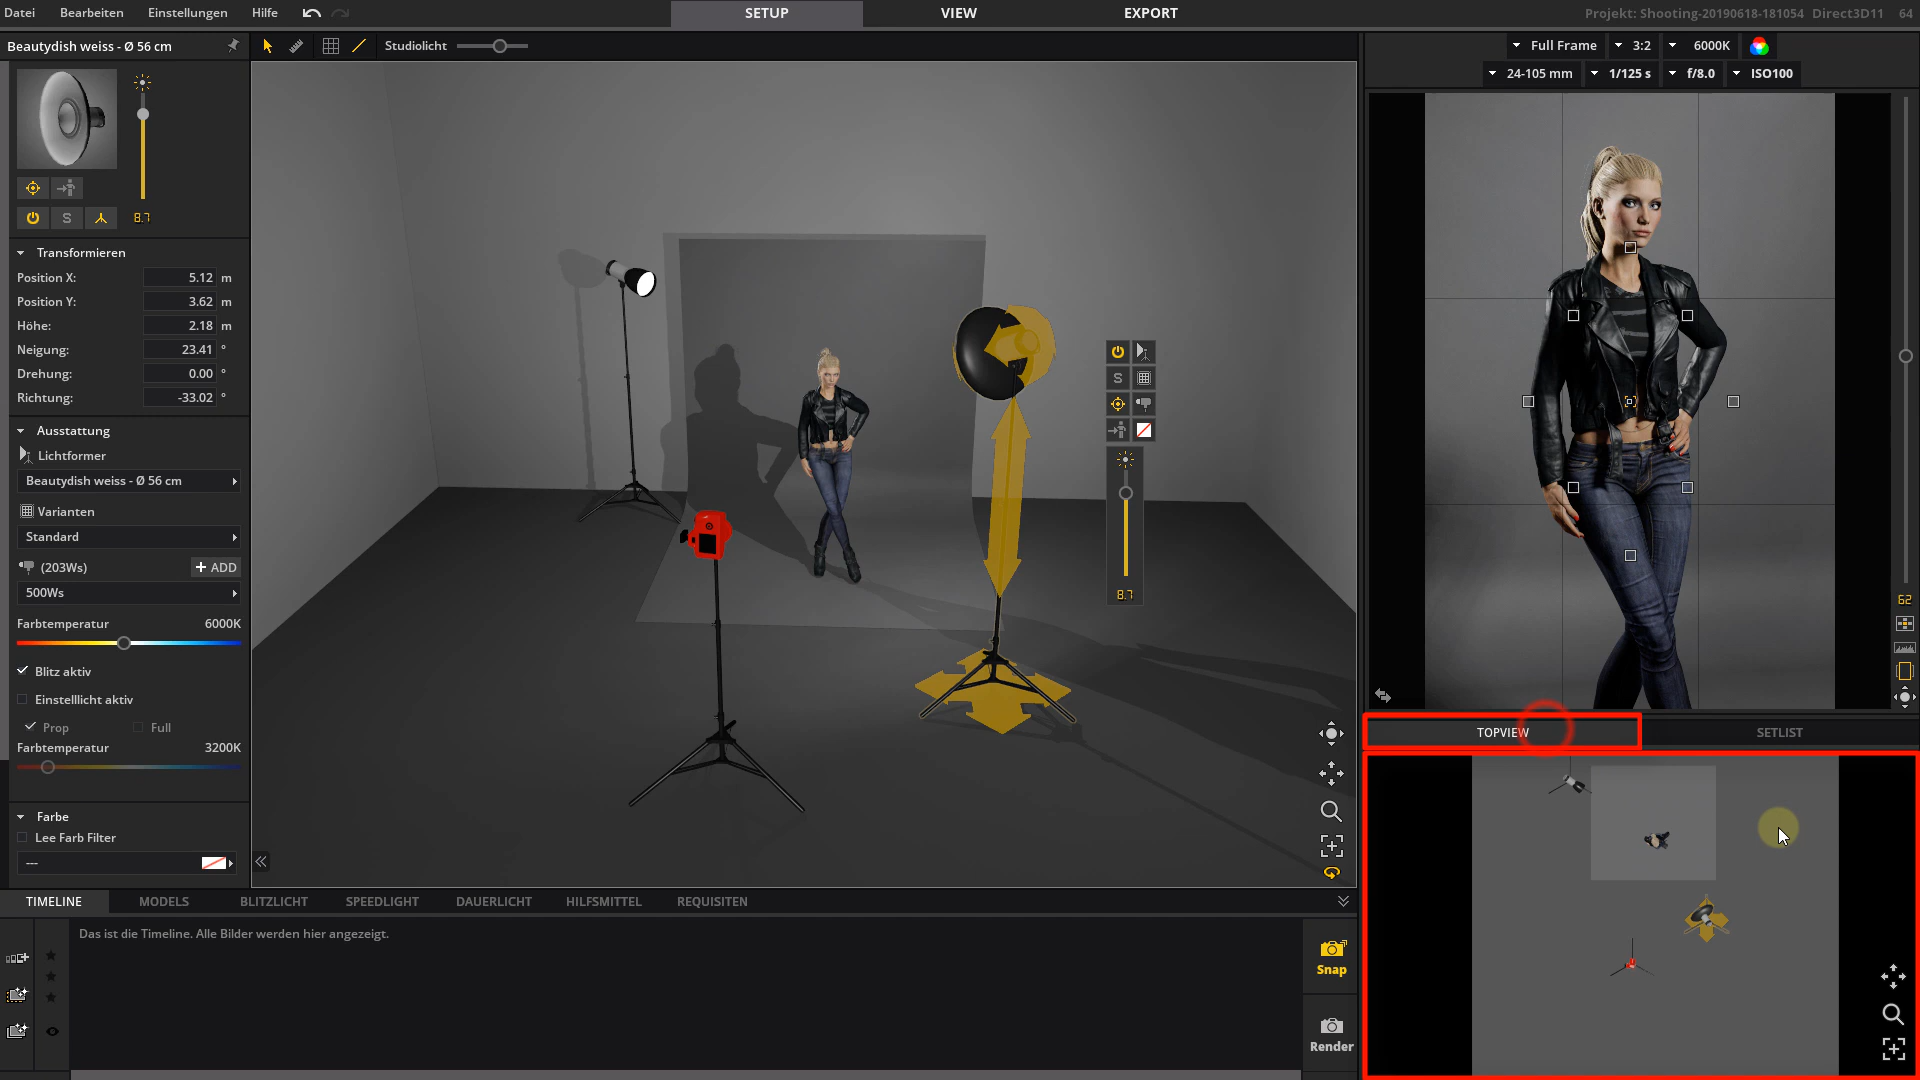 Datei Bearbeiten Einstellungen Hilfe SETUP VIEW EXPORT Projekt: Shooting-20190618-181054 Direct3D11 64
Beautydish weiss - Ø 56 cm
Studiolicht
Full Frame 3:2 6000K
24-105 mm 1/125 s f/8.0 ISO100
S 8.7
Transformieren
Position X: 5.12 m
Position Y: 3.62 m
Höhe: 2.18 m
Neigung: 23.41 °
Drehung: 0.00 °
Richtung: -33.02 °
Ausstattung
Lichtformer
Beautydish weiss - Ø 56 cm
Varianten
Standard
(203Ws) + ADD
500Ws
Farbtemperatur 6000K
Blitz aktiv
Einstelllicht aktiv
Prop Full
Farbtemperatur 3200K
Farbe
Lee Farb Filter
---
S
8.7
62
TOPVIEW SETLIST
TIMELINE MODELS BLITZLICHT SPEEDLIGHT DAUERLICHT HILFSMITTEL REQUISITEN
Das ist die Timeline. Alle Bilder werden hier angezeigt.
Snap
Render